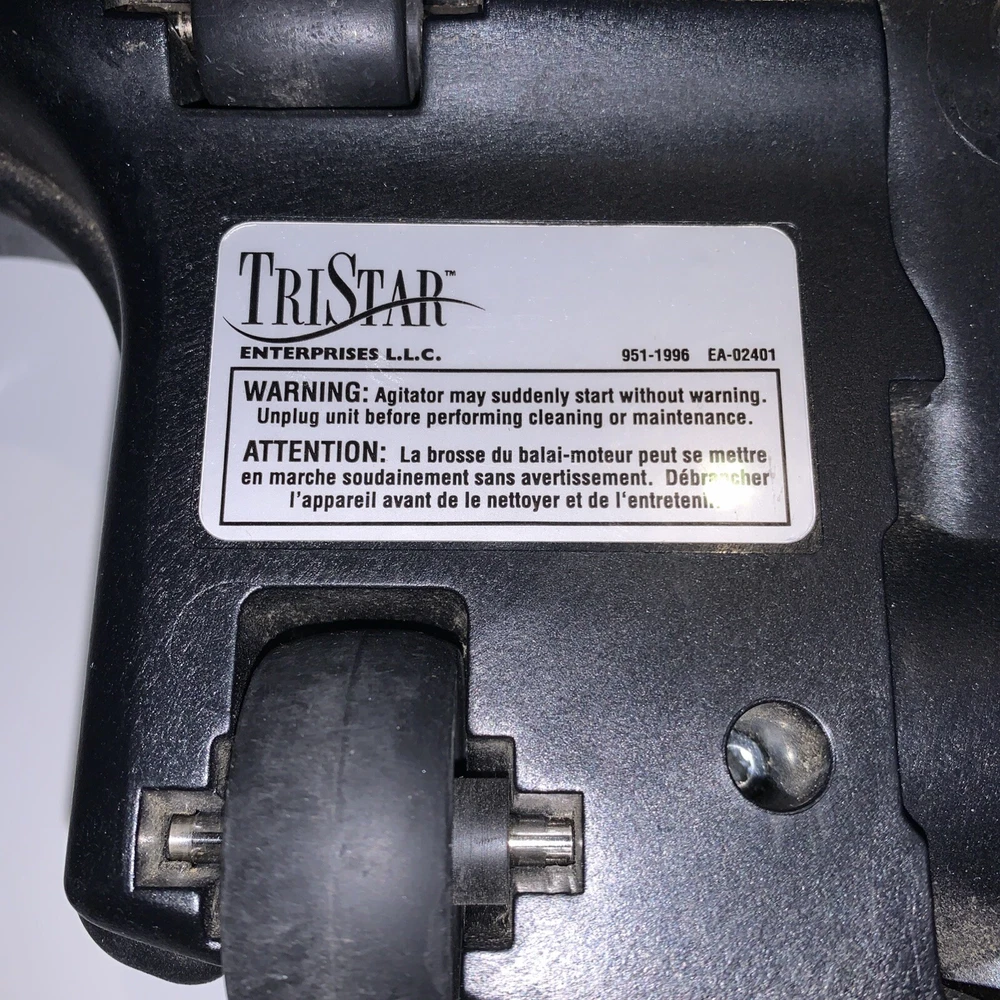 TRISTAR™
ENTERPRISES L.L.C.
951-1996 EA-02401
WARNING: Agitator may suddenly start without warning.
Unplug unit before performing cleaning or maintenance.
ATTENTION: La brosse du balai-moteur peut se mettre
en marche soudainement sans avertissement. Débrancher
l'appareil avant de le nettoyer et de l'entretenir.